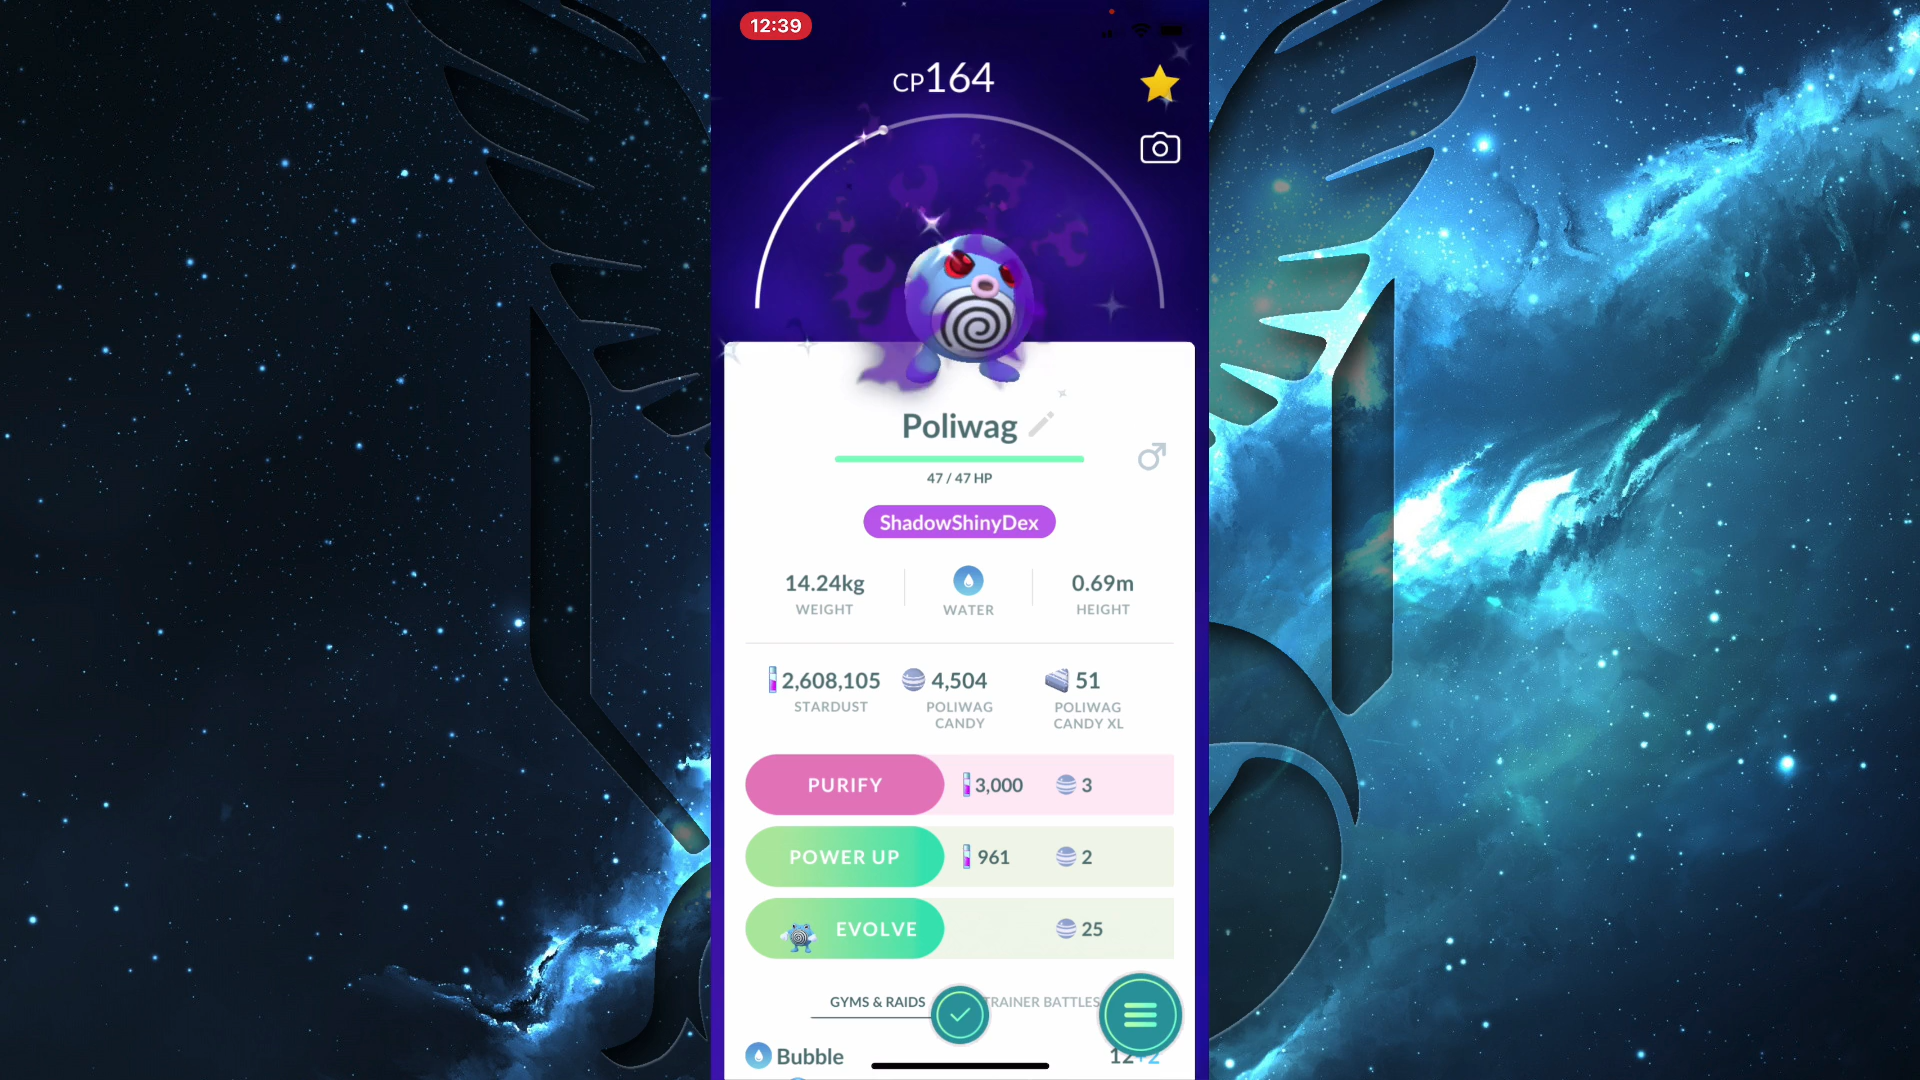 12:39
CP164
Poliwag
47 / 47 HP
ShadowShinyDex
14.24kg
WEIGHT
WATER
0.69m
HEIGHT
2,608,105
STARDUST
4,504
POLIWAG
CANDY
51
POLIWAG
CANDY XL
PURIFY 3,000 3
POWER UP 961 2
EVOLVE 25
GYMS & RAIDS TRAINER BATTLES
Bubble 12+2